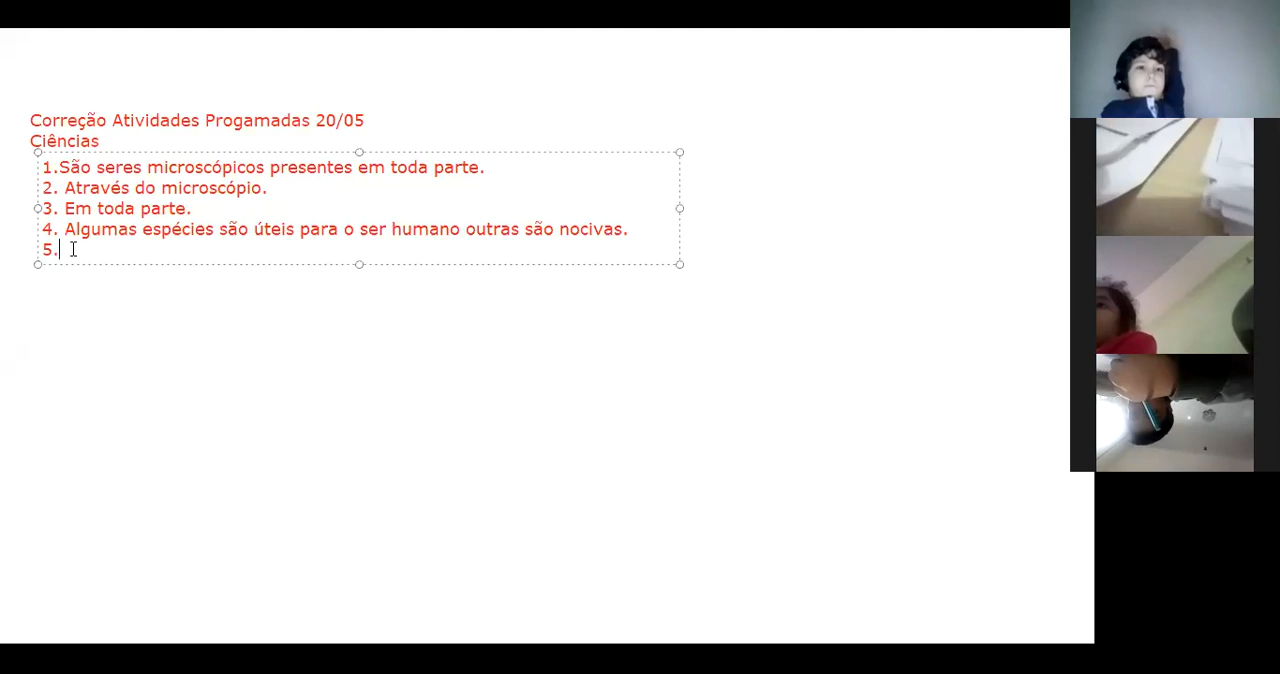 Correção Atividades Progamadas 20/05
Ciências
1.São seres microscópicos presentes em toda parte.
2. Através do microscópio.
3. Em toda parte.
4. Algumas espécies são úteis para o ser humano outras são nocivas.
5.